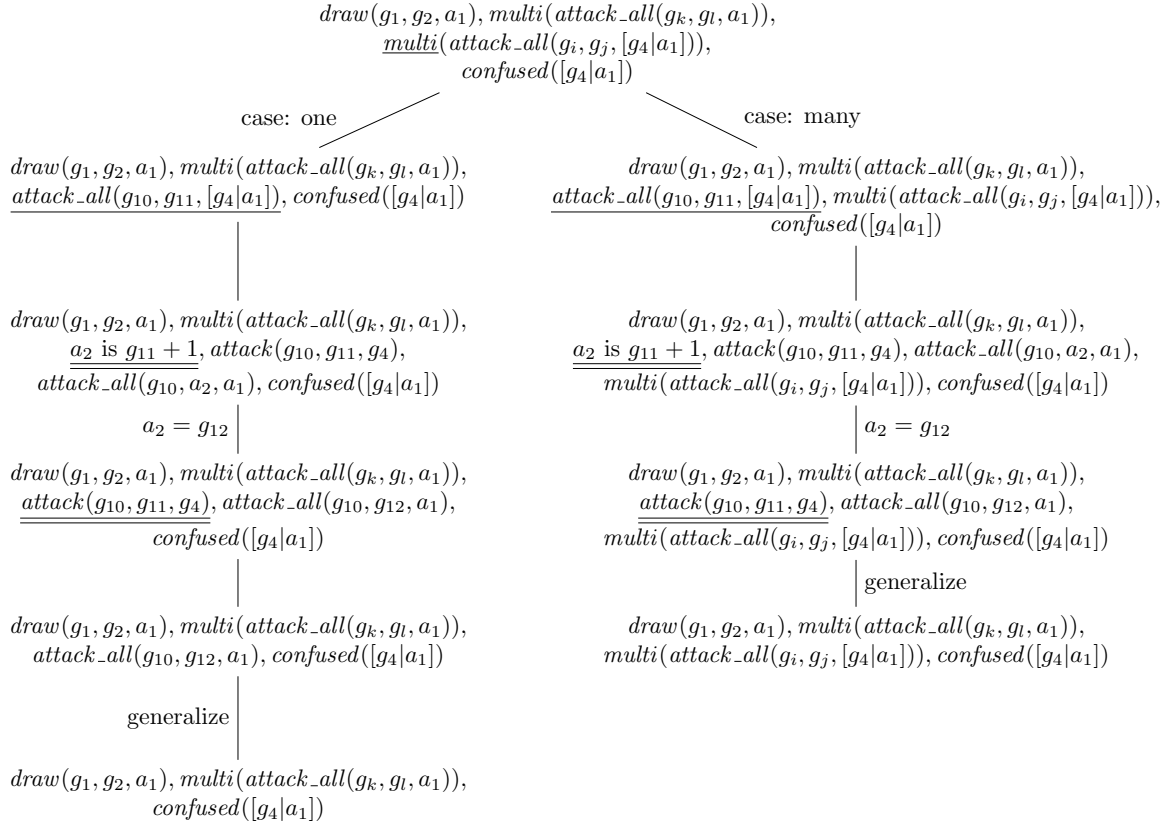 draw(g₁, g₂, a₁), multi(attack_all(gₖ, gₗ, a₁)),
multi(attack_all(gᵢ, gⱼ, [g₄|a₁])),
confused([g₄|a₁])
case: one
case: many
draw(g₁, g₂, a₁), multi(attack_all(gₖ, gₗ, a₁)),
attack_all(g₁₀, g₁₁, [g₄|a₁]), confused([g₄|a₁])
draw(g₁, g₂, a₁), multi(attack_all(gₖ, gₗ, a₁)),
attack_all(g₁₀, g₁₁, [g₄|a₁]), multi(attack_all(gᵢ, gⱼ, [g₄|a₁])),
confused([g₄|a₁])
draw(g₁, g₂, a₁), multi(attack_all(gₖ, gₗ, a₁)),
a₂ is g₁₁ + 1, attack(g₁₀, g₁₁, g₄),
attack_all(g₁₀, a₂, a₁), confused([g₄|a₁])
draw(g₁, g₂, a₁), multi(attack_all(gₖ, gₗ, a₁)),
a₂ is g₁₁ + 1, attack(g₁₀, g₁₁, g₄), attack_all(g₁₀, a₂, a₁),
multi(attack_all(gᵢ, gⱼ, [g₄|a₁])), confused([g₄|a₁])
a₂ = g₁₂
a₂ = g₁₂
draw(g₁, g₂, a₁), multi(attack_all(gₖ, gₗ, a₁)),
attack(g₁₀, g₁₁, g₄), attack_all(g₁₀, g₁₂, a₁),
confused([g₄|a₁])
draw(g₁, g₂, a₁), multi(attack_all(gₖ, gₗ, a₁)),
attack(g₁₀, g₁₁, g₄), attack_all(g₁₀, g₁₂, a₁),
multi(attack_all(gᵢ, gⱼ, [g₄|a₁])), confused([g₄|a₁])
generalize
draw(g₁, g₂, a₁), multi(attack_all(gₖ, gₗ, a₁)),
attack_all(g₁₀, g₁₂, a₁), confused([g₄|a₁])
draw(g₁, g₂, a₁), multi(attack_all(gₖ, gₗ, a₁)),
multi(attack_all(gᵢ, gⱼ, [g₄|a₁])), confused([g₄|a₁])
generalize
draw(g₁, g₂, a₁), multi(attack_all(gₖ, gₗ, a₁)),
confused([g₄|a₁])